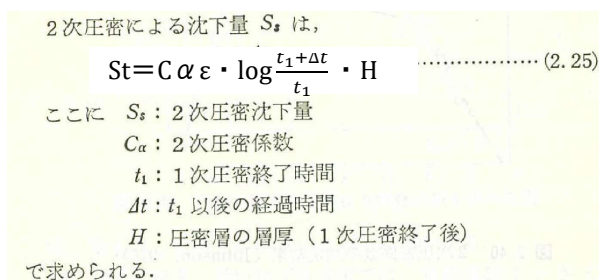 2次圧密による沈下量 Ss は，
St＝Cαε・log (t1+Δt)/t1 ・H ……………… (2.25)
ここに Ss：2次圧密沈下量
Cα：2次圧密係数
t1：1次圧密終了時間
Δt：t1 以後の経過時間
H：圧密層の層厚（1次圧密終了後）
で求められる．